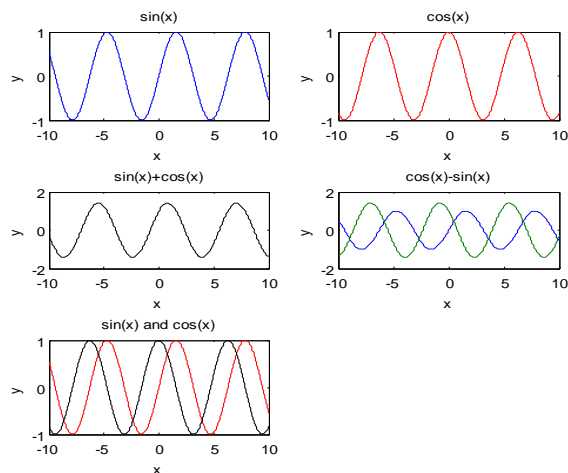 sin(x)
1
0
-1
y
-10 -5 0 5 10
x
cos(x)
1
0
-1
y
-10 -5 0 5 10
x
sin(x)+cos(x)
2
0
-2
y
-10 -5 0 5 10
x
cos(x)-sin(x)
2
0
-2
y
-10 -5 0 5 10
x
sin(x) and cos(x)
1
0
-1
y
-10 -5 0 5 10
x